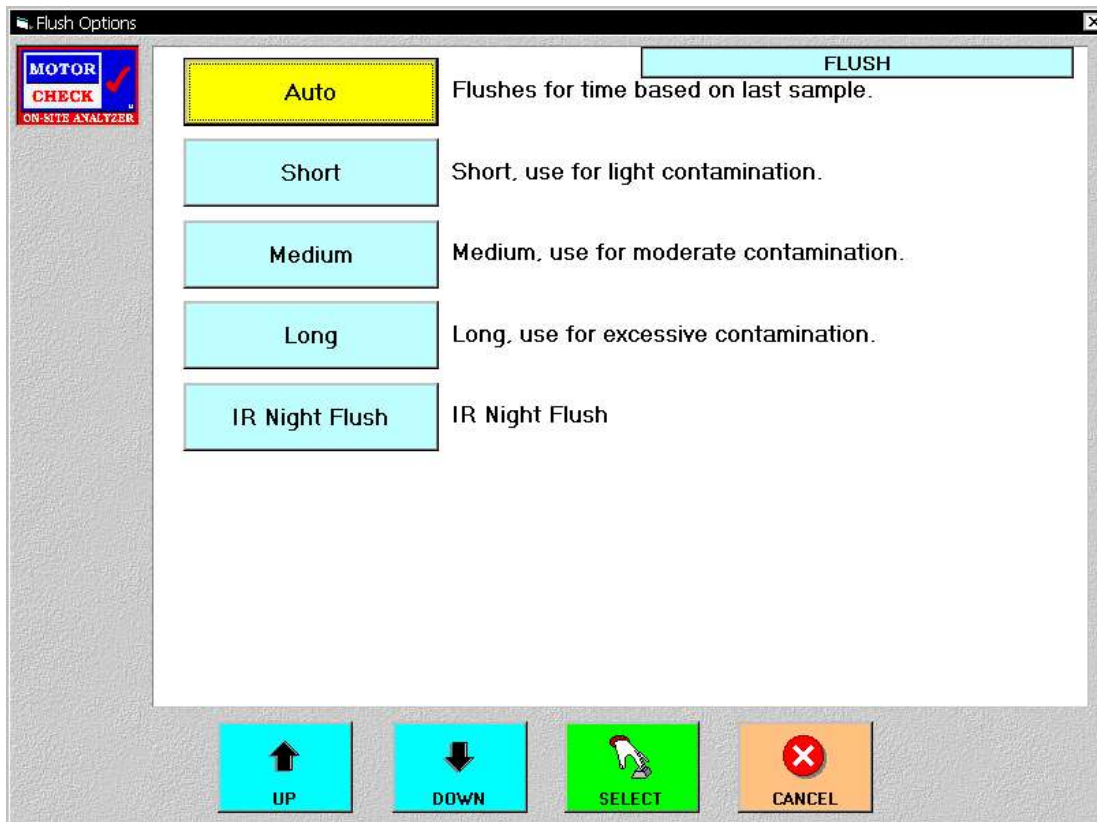 Flush Options
MOTOR
CHECK
ON-SITE ANALYZER
FLUSH
Auto
Flushes for time based on last sample.
Short
Short, use for light contamination.
Medium
Medium, use for moderate contamination.
Long
Long, use for excessive contamination.
IR Night Flush
IR Night Flush
UP
DOWN
SELECT
CANCEL